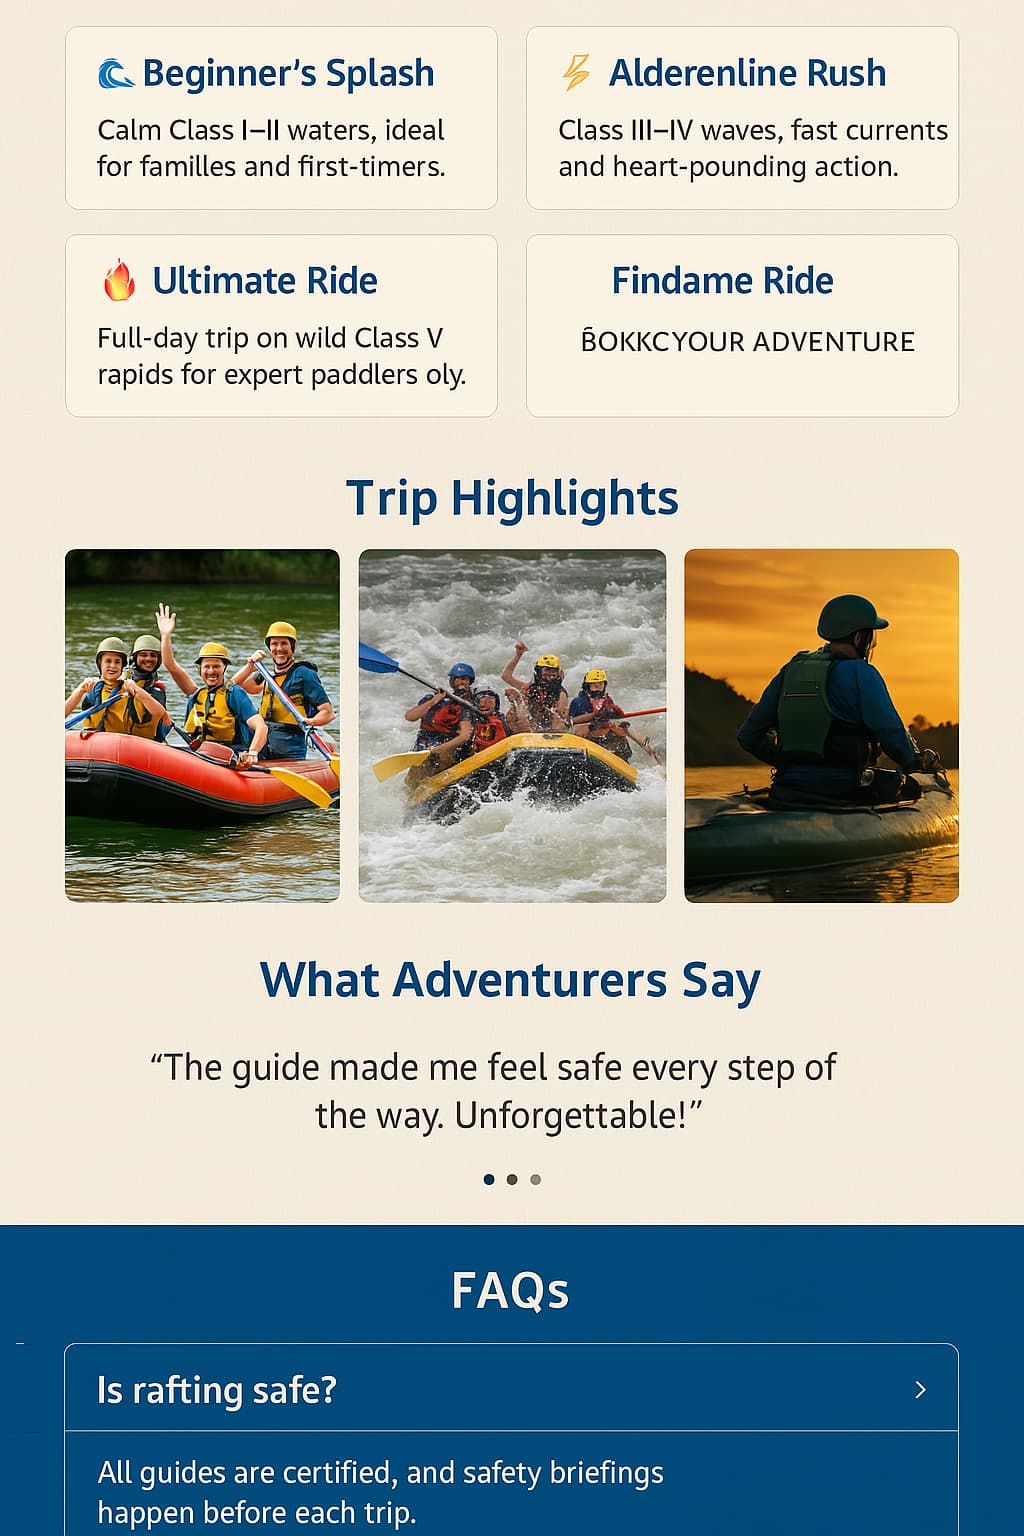 Beginner's Splash
Calm Class I–II waters, ideal
for familles and first-timers.
Alderenline Rush
Class III–IV waves, fast currents
and heart-pounding action.
Ultimate Ride
Full-day trip on wild Class V
rapids for expert paddlers oly.
Findame Ride
BOKKCYOUR ADVENTURE
Trip Highlights
What Adventurers Say
“The guide made me feel safe every step of
the way. Unforgettable!”
FAQs
Is rafting safe?
All guides are certified, and safety briefings
happen before each trip.